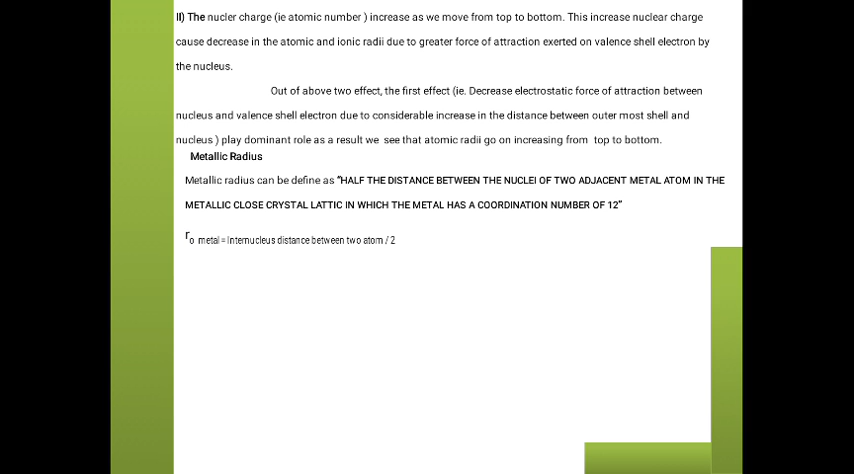 II) The nucler charge (ie atomic number ) increase as we move from top to bottom. This increase nuclear charge
cause decrease in the atomic and ionic radii due to greater force of attraction exerted on valence shell electron by
the nucleus.
Out of above two effect, the first effect (ie. Decrease electrostatic force of attraction between
nucleus and valence shell electron due to considerable increase in the distance between outer most shell and
nucleus ) play dominant role as a result we see that atomic radii go on increasing from top to bottom.
Metallic Radius
Metallic radius can be define as “HALF THE DISTANCE BETWEEN THE NUCLEI OF TWO ADJACENT METAL ATOM IN THE
METALLIC CLOSE CRYSTAL LATTIC IN WHICH THE METAL HAS A COORDINATION NUMBER OF 12”
ro metal = Internucleus distance between two atom / 2